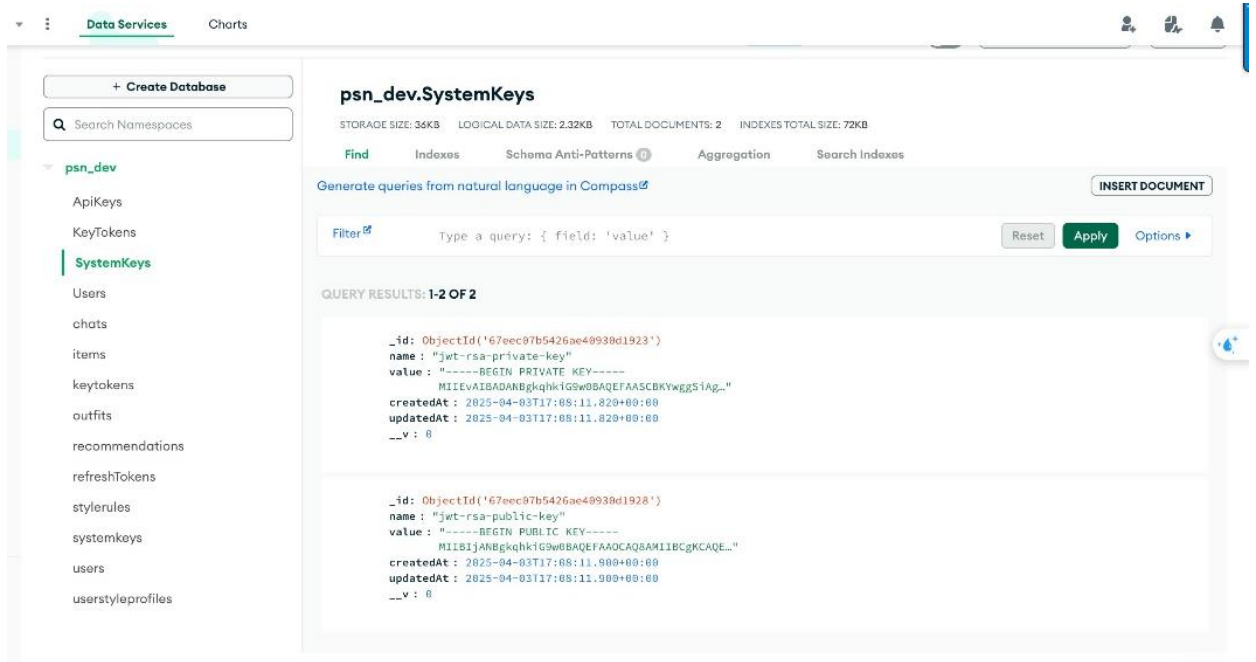 Data Services Charts
+ Create Database
Search Namespaces
psn_dev
ApiKeys
KeyTokens
SystemKeys
Users
chats
items
keytokens
outfits
recommendations
refreshTokens
stylerules
systemkeys
users
userstyleprofiles
psn_dev.SystemKeys
STORAGE SIZE: 36KB LOGICAL DATA SIZE: 2.32KB TOTAL DOCUMENTS: 2 INDEXES TOTAL SIZE: 72KB
Find Indexes Schema Anti-Patterns 0 Aggregation Search Indexes
Generate queries from natural language in Compass
INSERT DOCUMENT
Filter Type a query: { field: 'value' } Reset Apply Options
QUERY RESULTS: 1-2 OF 2
_id: ObjectId('67eec07b5426ae40930d1923')
name : "jwt-rsa-private-key"
value : "-----BEGIN PRIVATE KEY-----
MIIEvAIBADANBgkqhkiG9w0BAQEFAASCBKYwggSiAg…"
createdAt : 2025-04-03T17:08:11.820+00:00
updatedAt : 2025-04-03T17:08:11.820+00:00
__v : 0
_id: ObjectId('67eec07b5426ae40930d1928')
name : "jwt-rsa-public-key"
value : "-----BEGIN PUBLIC KEY-----
MIIBIjANBgkqhkiG9w0BAQEFAAOCAQ8AMIIBCgKCAQE…"
createdAt : 2025-04-03T17:08:11.900+00:00
updatedAt : 2025-04-03T17:08:11.900+00:00
__v : 0